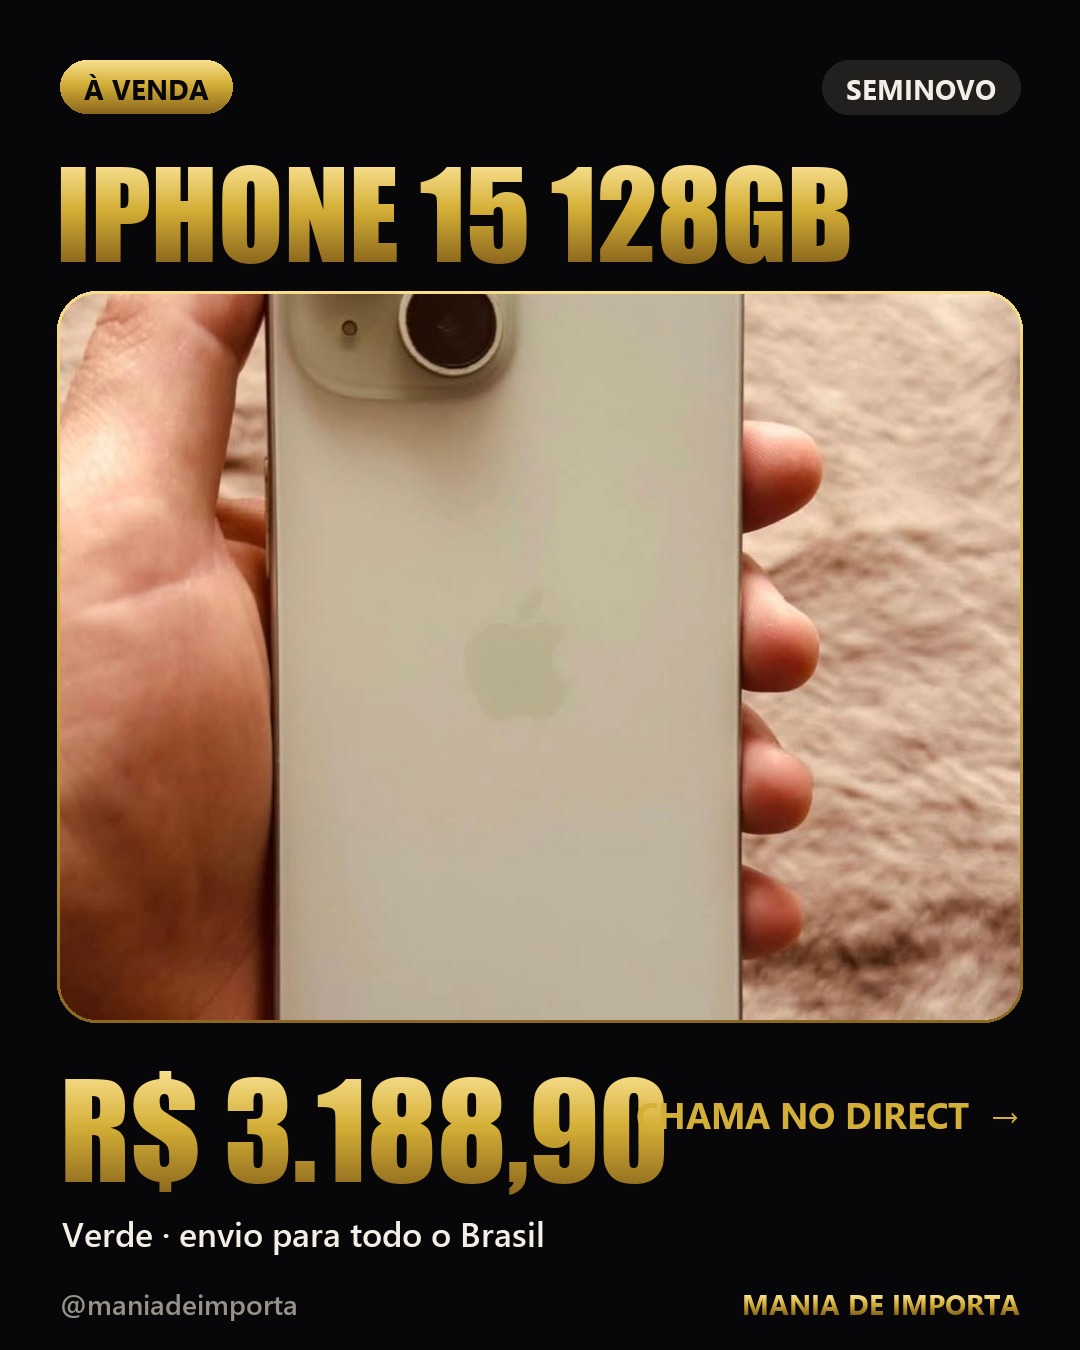 À VENDA
SEMINOVO
IPHONE 15 128GB
R$ 3.188,90
CHAMA NO DIRECT →
Verde · envio para todo o Brasil
@maniadeimporta
MANIA DE IMPORTA